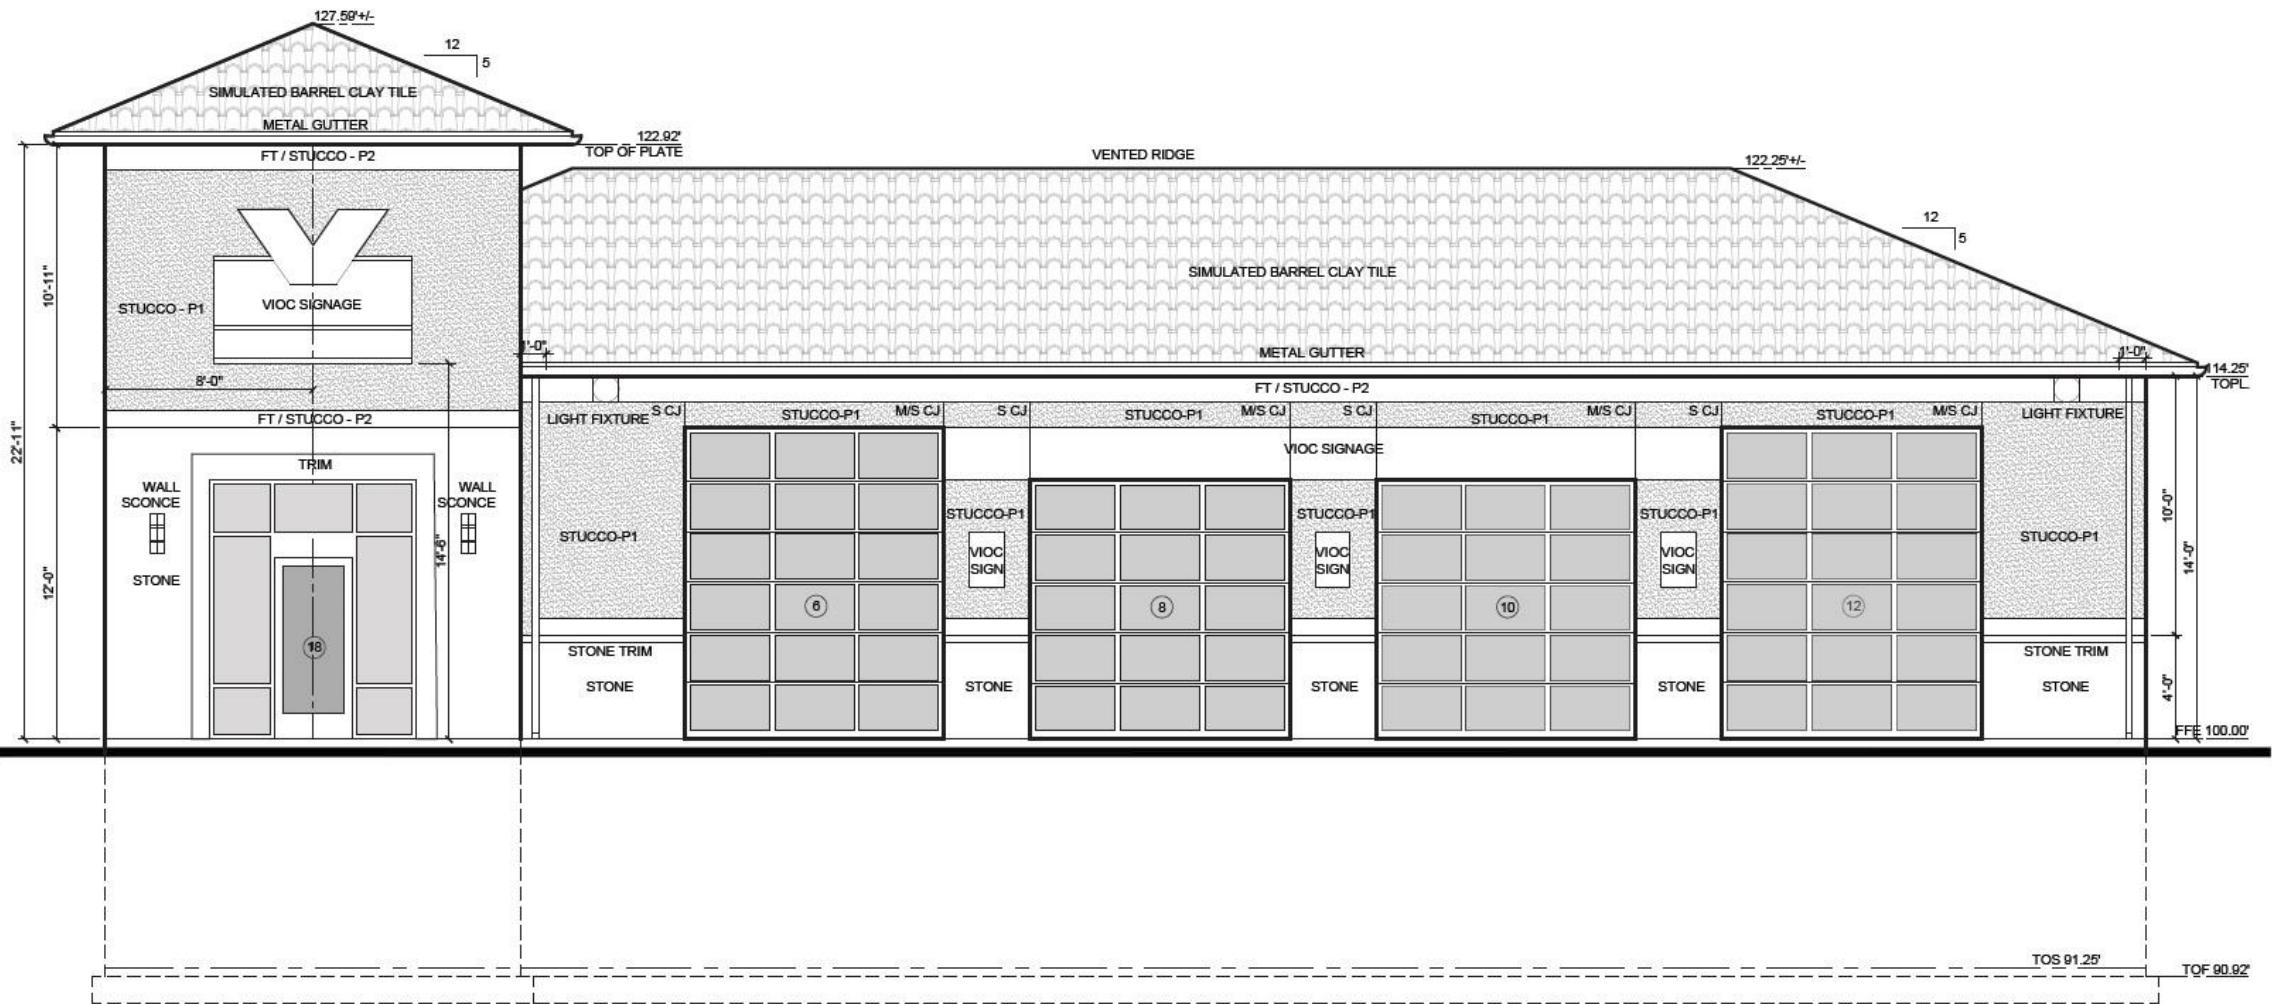 127.59'+/-
12
5
SIMULATED BARREL CLAY TILE
METAL GUTTER
122.92'
TOP OF PLATE
FT / STUCCO - P2
VENTED RIDGE
122.25'+/-
12
5
SIMULATED BARREL CLAY TILE
22'-11"
10'-11"
STUCCO - P1
VIOC SIGNAGE
1'-0"
METAL GUTTER
1'-0"
114.25'
TOPL.
8'-0"
FT / STUCCO - P2
FT / STUCCO - P2
LIGHT FIXTURE
S CJ
STUCCO-P1
M/S CJ
S CJ
STUCCO-P1
M/S CJ
S CJ
STUCCO-P1
M/S CJ
S CJ
STUCCO-P1
M/S CJ
LIGHT FIXTURE
VIOC SIGNAGE
TRIM
WALL
SCONCE
WALL
SCONCE
12'-0"
14'-6"
STONE
STUCCO-P1
STUCCO-P1
STUCCO-P1
STUCCO-P1
STUCCO-P1
VIOC
SIGN
VIOC
SIGN
VIOC
SIGN
10'-0"
14'-0"
6
8
10
12
18
STONE TRIM
STONE
STONE
STONE
STONE
STONE TRIM
STONE
4'-0"
FFE 100.00'
TOS 91.25'
TOF 90.92'